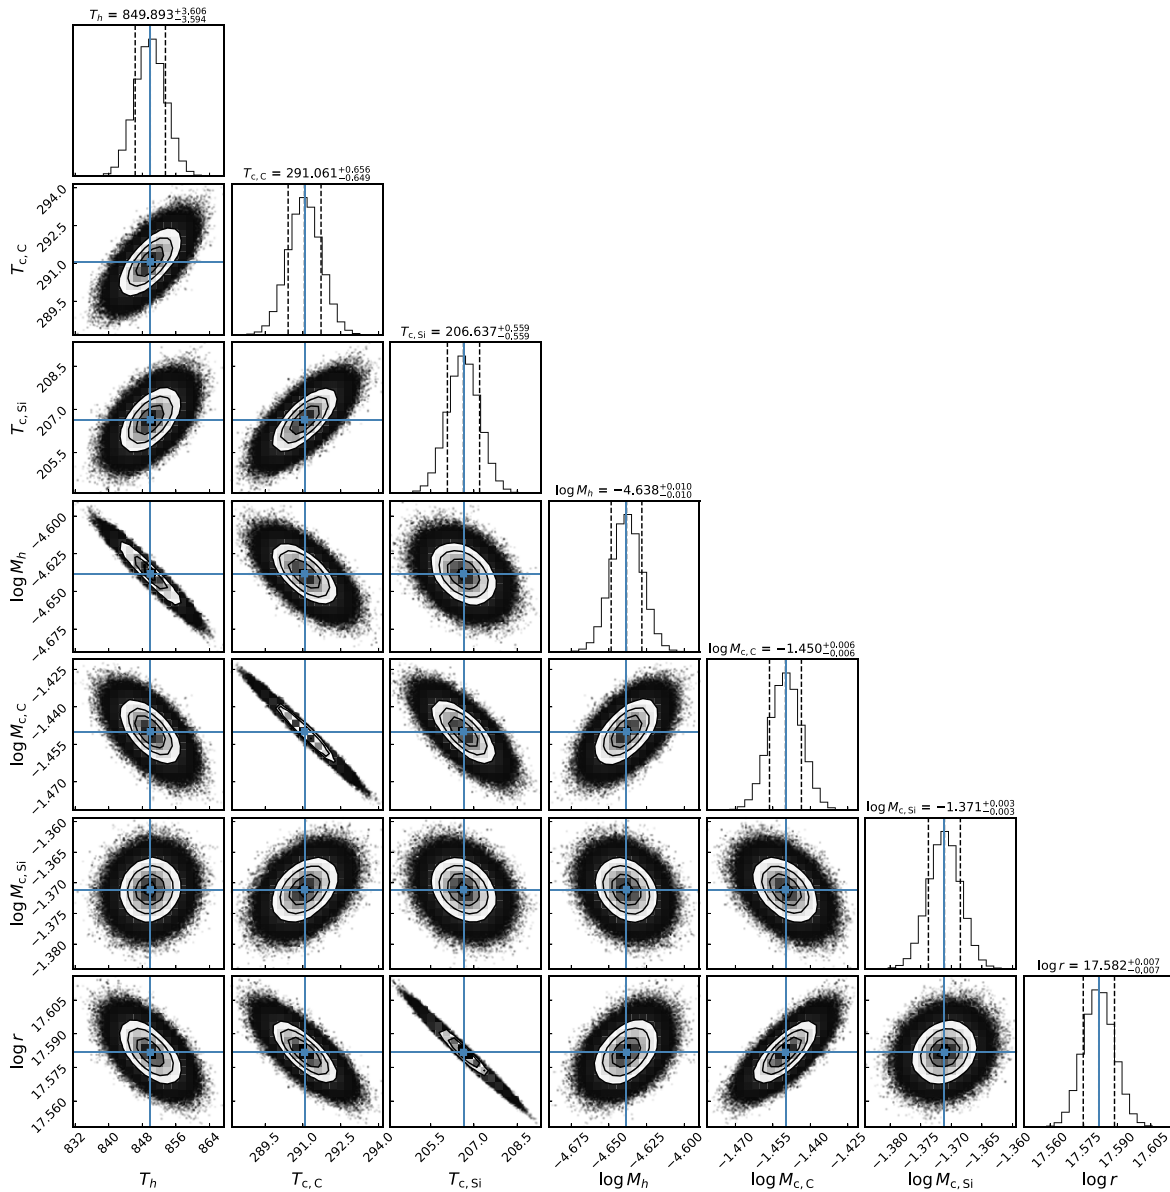 T_h = 849.893^{+3.606}_{-3.594}
T_{c, C} = 291.061^{+0.656}_{-0.649}
294.0
292.5
291.0
289.5
T_{c, C}
T_{c, Si} = 206.637^{+0.559}_{-0.559}
208.5
207.0
205.5
T_{c, Si}
log M_h = −4.638^{+0.010}_{-0.010}
−4.600
−4.625
−4.650
−4.675
log M_h
log M_{c, C} = −1.450^{+0.006}_{-0.006}
−1.425
−1.440
−1.455
−1.470
log M_{c, C}
log M_{c, Si} = −1.371^{+0.003}_{-0.003}
−1.360
−1.365
−1.370
−1.375
−1.380
log M_{c, Si}
log r = 17.582^{+0.007}_{-0.007}
17.605
17.590
17.575
17.560
log r
832 840 848 856 864 289.5 291.0 292.5 294.0 205.5 207.0 208.5 −4.675 −4.650 −4.625 −4.600 −1.470 −1.455 −1.440 −1.425 −1.380 −1.375 −1.370 −1.365 −1.360 17.560 17.575 17.590 17.605
T_h T_{c, C} T_{c, Si} log M_h log M_{c, C} log M_{c, Si} log r